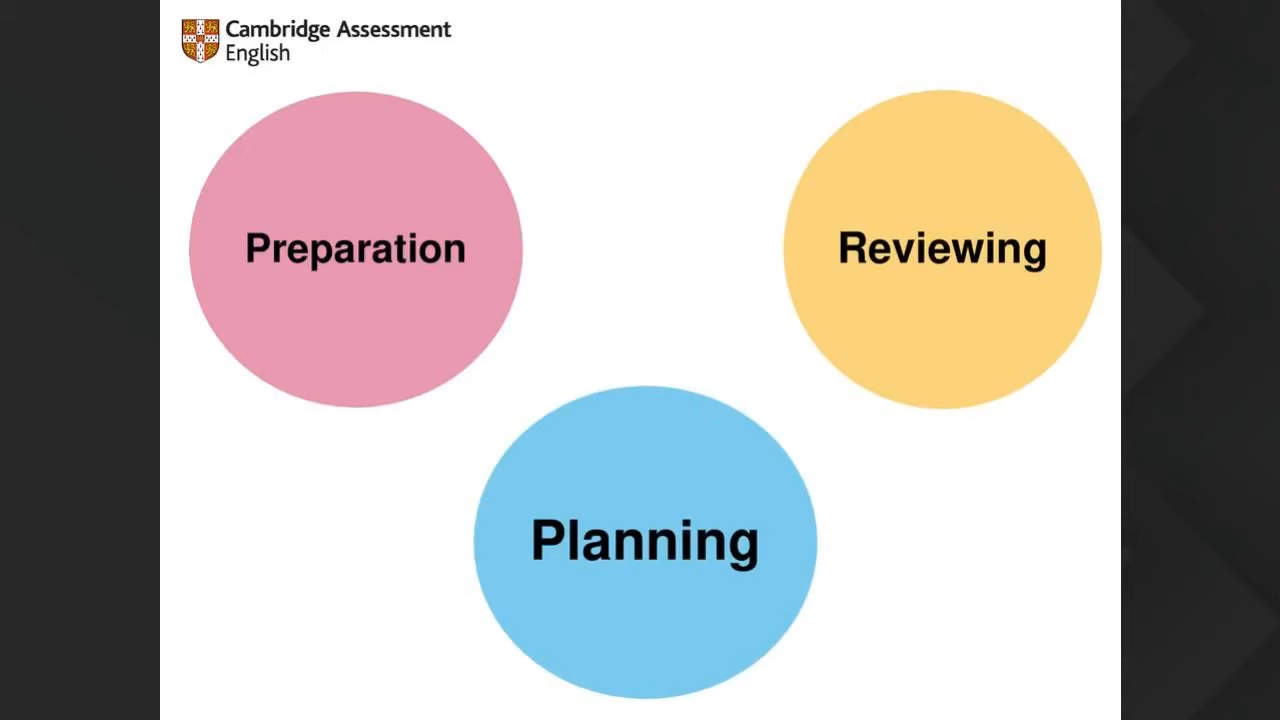 Cambridge Assessment
English
Preparation
Reviewing
Planning